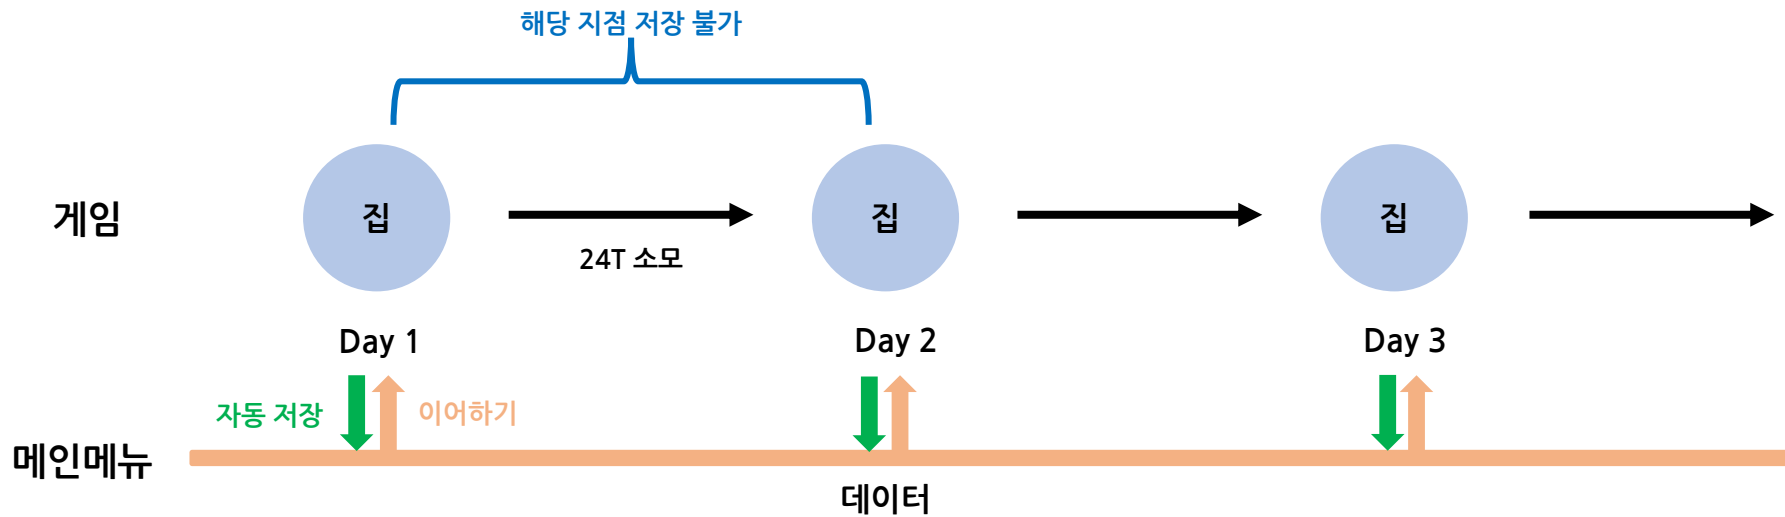 해당 지점 저장 불가
게임
집
집
집
24T 소모
Day 1
Day 2
Day 3
자동 저장
이어하기
메인메뉴
데이터